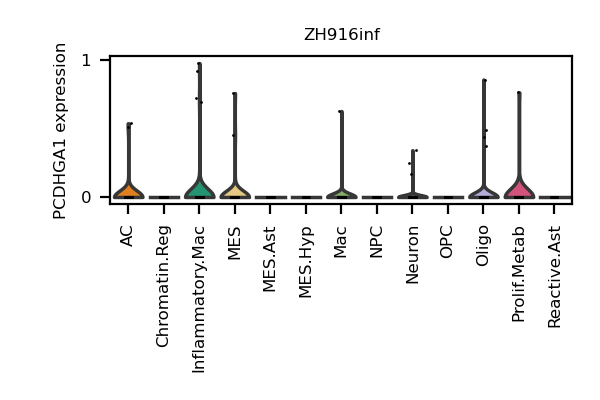 ZH916inf
PCDHGA1 expression
1
0
AC
Chromatin.Reg
Inflammatory.Mac
MES
MES.Ast
MES.Hyp
Mac
NPC
Neuron
OPC
Oligo
Prolif.Metab
Reactive.Ast